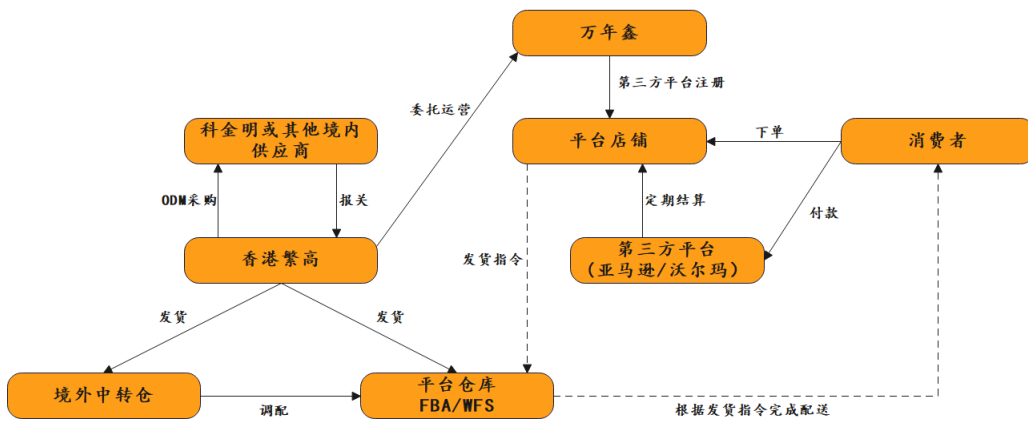 万年鑫
第三方平台注册
委托运营
科金明或其他境内
供应商
平台店铺
下单
消费者
ODM采购
报关
定期结算
付款
香港繁高
发货指令
第三方平台
(亚马逊/沃尔玛)
发货
发货
境外中转仓
调配
平台仓库
FBA/WFS
根据发货指令完成配送